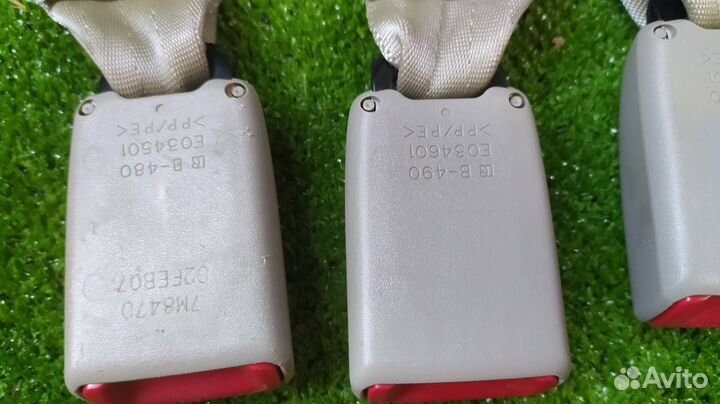 B-480
E034501
>PP/PE<
7M8470
02FEB07
B-490
E034601
>PP/PE<
Avito